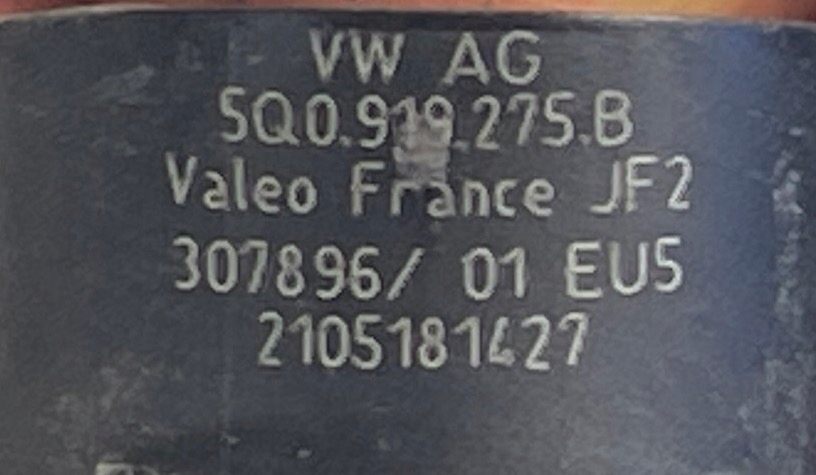 VW AG
5Q0.919.275.B
Valeo France JF2
307896/ 01 EU5
2105181427